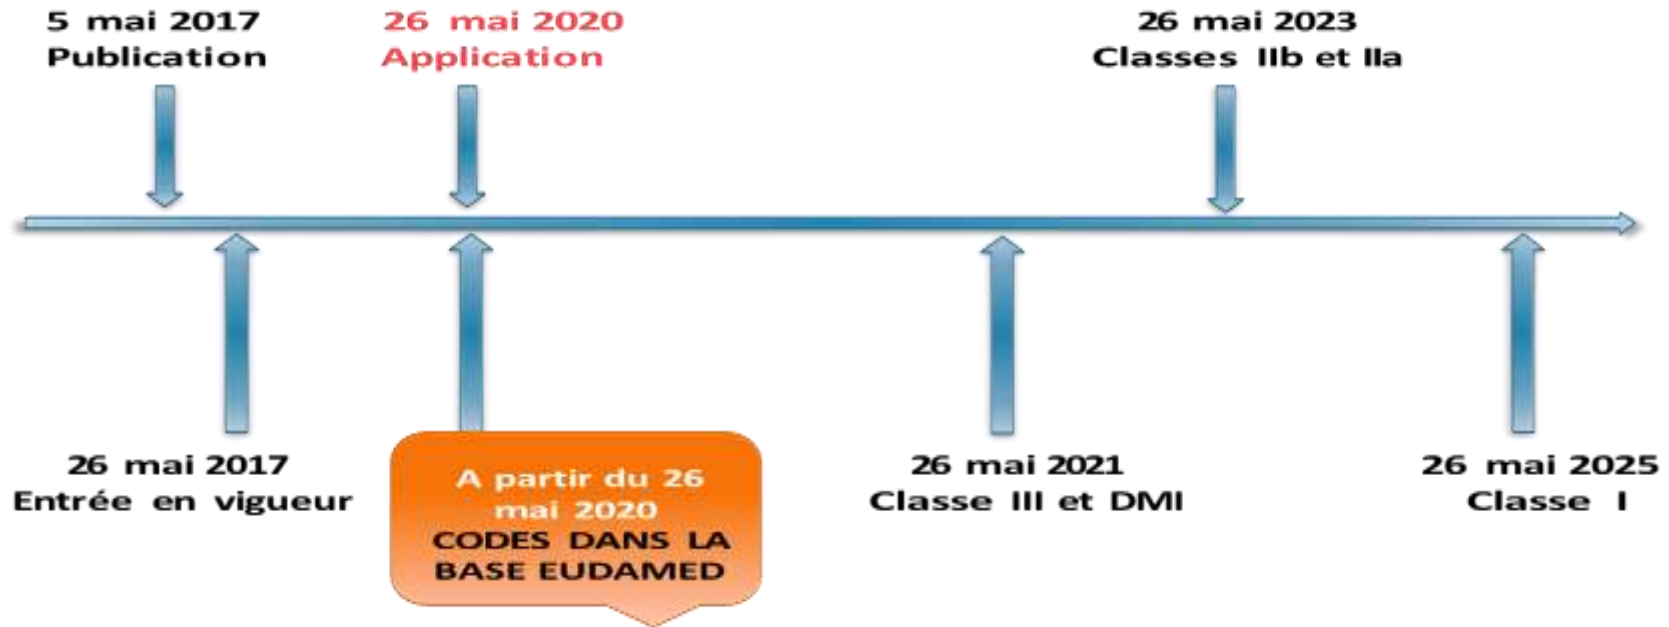 5 mai 2017
Publication
26 mai 2020
Application
26 mai 2023
Classes IIb et IIa
26 mai 2017
Entrée en vigueur
A partir du 26
mai 2020
CODES DANS LA
BASE EUDAMED
26 mai 2021
Classe III et DMI
26 mai 2025
Classe I